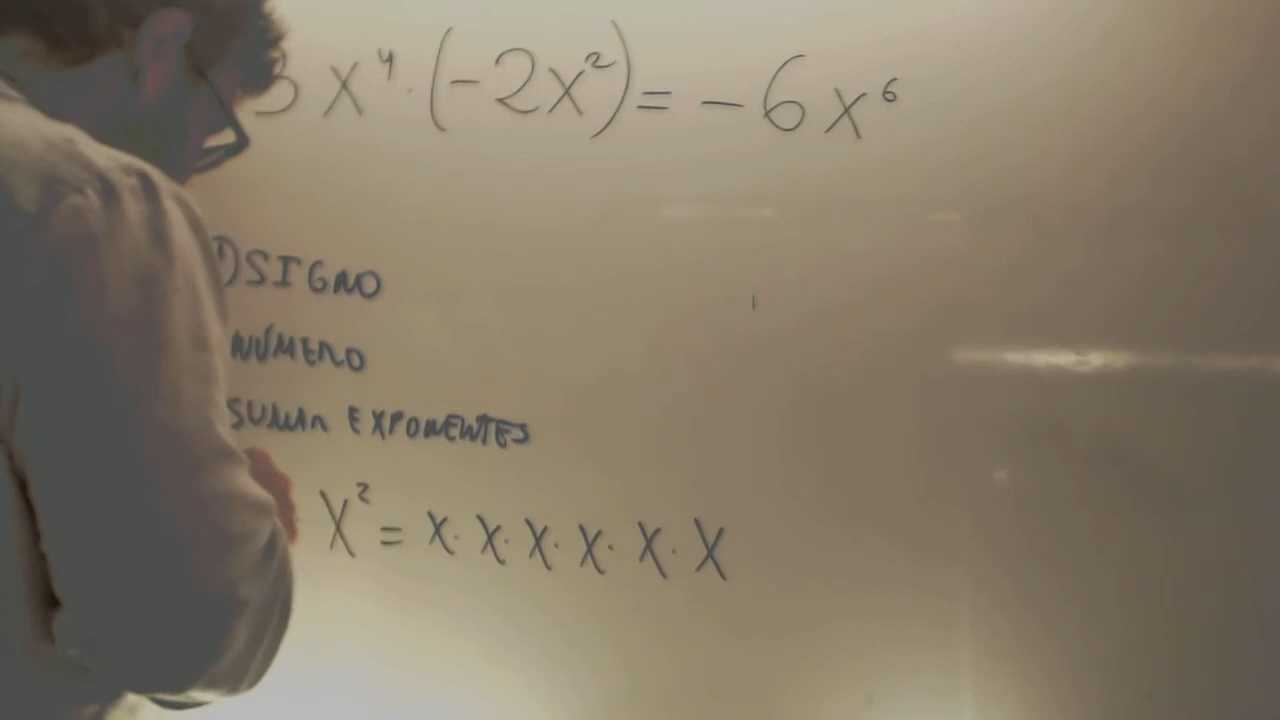 3x⁴·(-2x²)= -6x⁶
1) SIGNO
NÚMERO
SUMAR EXPONENTES
x² = x·x·x·x·x·x